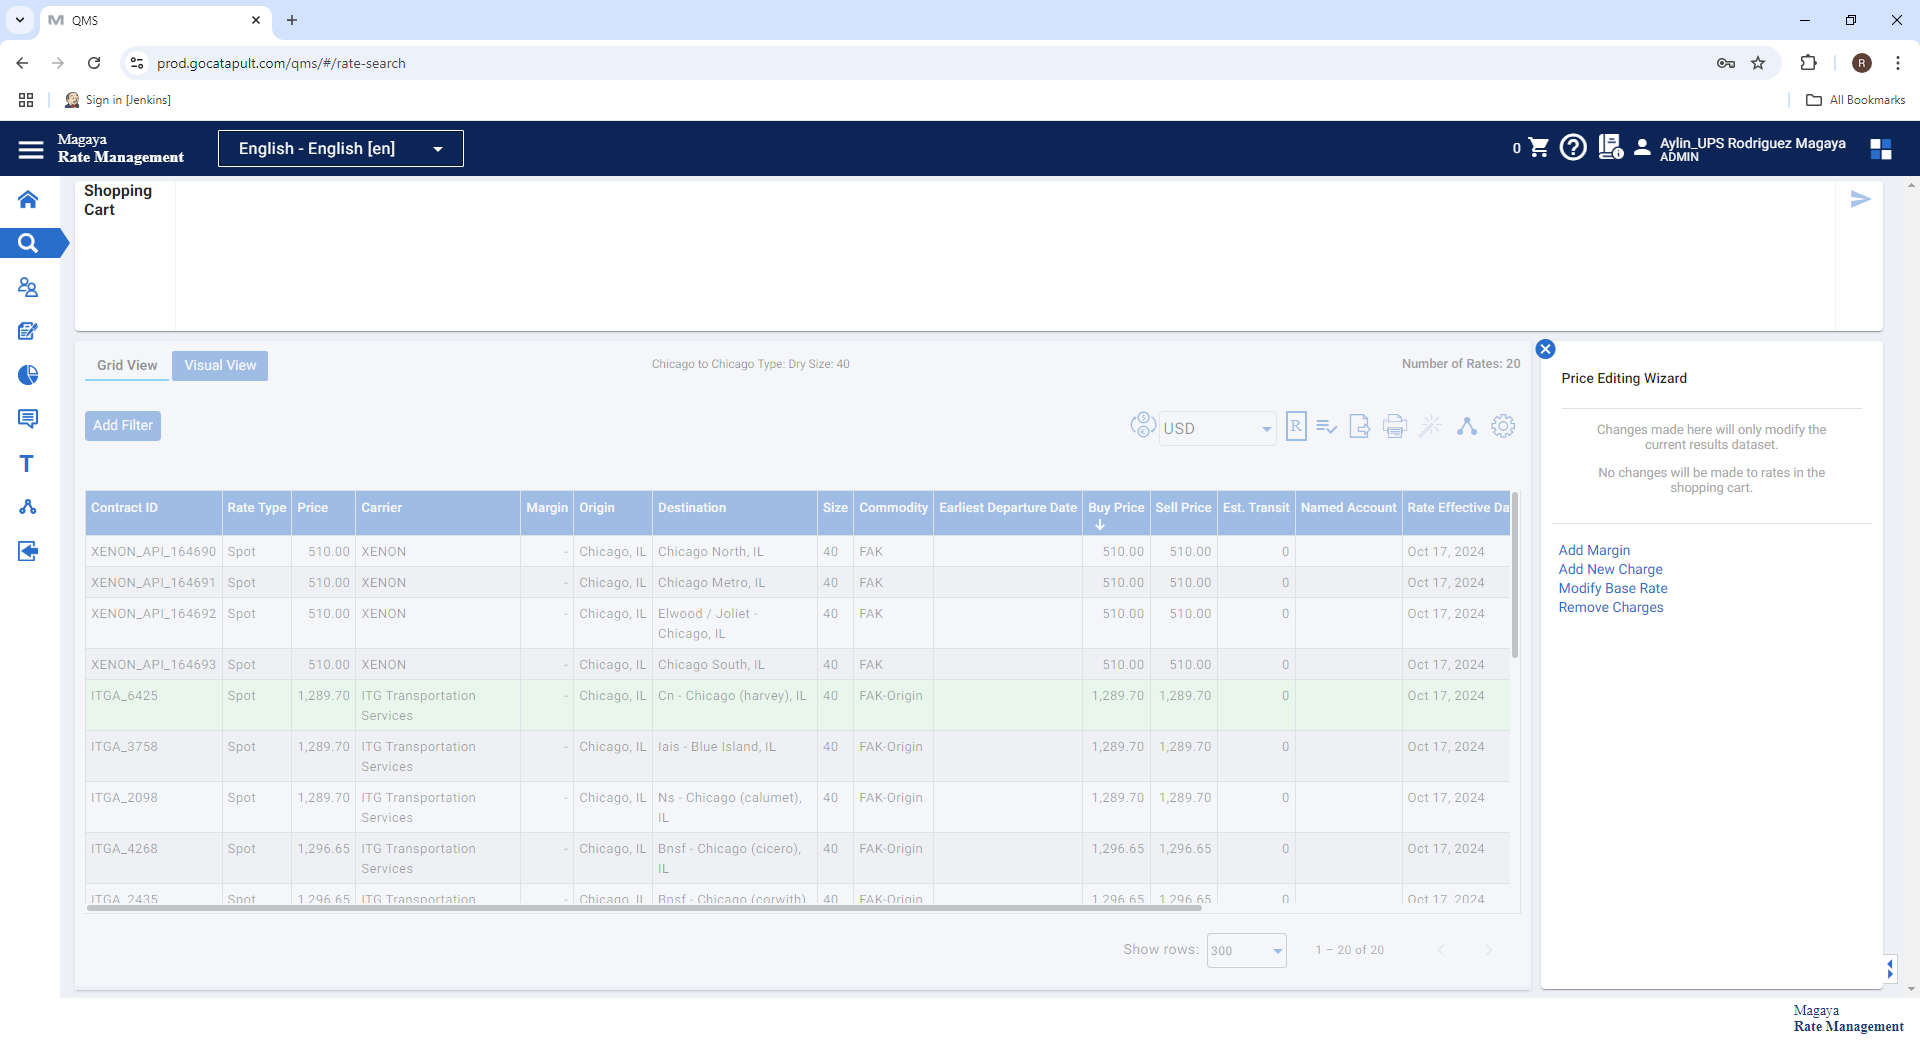 QMS
prod.gocatapult.com/qms/#/rate-search
R
Sign in [Jenkins]
All Bookmarks
Magaya
Rate Management
English - English [en]
0
Aylin_UPS Rodriguez Magaya
ADMIN
Shopping
Cart
Grid View
Visual View
Chicago to Chicago Type: Dry Size: 40
Number of Rates: 20
Add Filter
USD
R
Contract ID Rate Type Price Carrier Margin Origin Destination Size Commodity Earliest Departure Date Buy Price Sell Price Est. Transit Named Account Rate Effective Da
XENON_API_164690 Spot 510.00 XENON - Chicago, IL Chicago North, IL 40 FAK 510.00 510.00 0 Oct 17, 2024
XENON_API_164691 Spot 510.00 XENON - Chicago, IL Chicago Metro, IL 40 FAK 510.00 510.00 0 Oct 17, 2024
XENON_API_164692 Spot 510.00 XENON - Chicago, IL Elwood / Joliet - 40 FAK 510.00 510.00 0 Oct 17, 2024
Chicago, IL
XENON_API_164693 Spot 510.00 XENON - Chicago, IL Chicago South, IL 40 FAK 510.00 510.00 0 Oct 17, 2024
ITGA_6425 Spot 1,289.70 ITG Transportation - Chicago, IL Cn - Chicago (harvey), IL 40 FAK-Origin 1,289.70 1,289.70 0 Oct 17, 2024
Services
ITGA_3758 Spot 1,289.70 ITG Transportation - Chicago, IL Iais - Blue Island, IL 40 FAK-Origin 1,289.70 1,289.70 0 Oct 17, 2024
Services
ITGA_2098 Spot 1,289.70 ITG Transportation - Chicago, IL Ns - Chicago (calumet), 40 FAK-Origin 1,289.70 1,289.70 0 Oct 17, 2024
Services IL
ITGA_4268 Spot 1,296.65 ITG Transportation - Chicago, IL Bnsf - Chicago (cicero), 40 FAK-Origin 1,296.65 1,296.65 0 Oct 17, 2024
Services IL
ITGA_2435 Spot 1,296.65 ITG Transportation - Chicago, IL Bnsf - Chicago (corwith) 40 FAK-Origin 1,296.65 1,296.65 0 Oct 17, 2024
Show rows: 300 1 – 20 of 20
Price Editing Wizard
Changes made here will only modify the
current results dataset.
No changes will be made to rates in the
shopping cart.
Add Margin
Add New Charge
Modify Base Rate
Remove Charges
Magaya
Rate Management